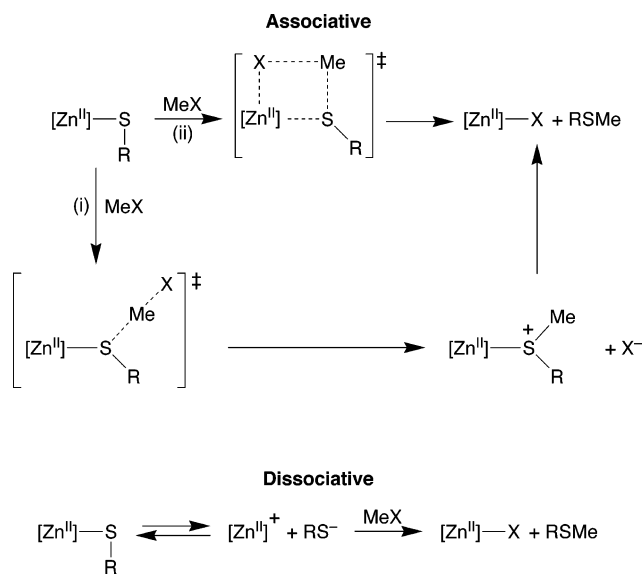 Associative
X Me ‡
[Znᴵᴵ] S MeX [Znᴵᴵ] S [Znᴵᴵ] X + RSMe
R (ii) R
(i) MeX
X ‡
Me Me
[Znᴵᴵ] S [Znᴵᴵ] S⁺ + X⁻
R R
Dissociative
[Znᴵᴵ] S [Znᴵᴵ]⁺ + RS⁻ MeX [Znᴵᴵ] X + RSMe
R